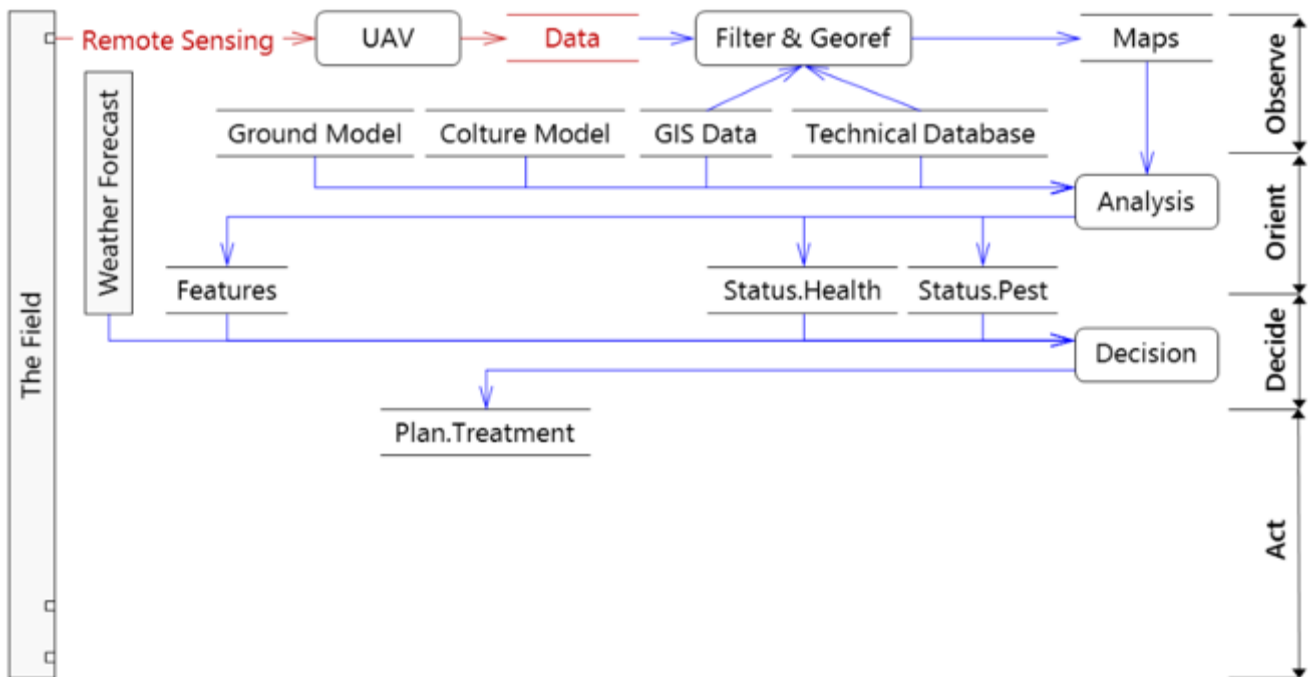 Remote Sensing
UAV
Data
Filter & Georef
Maps
Observe
Weather Forecast
Ground Model
Colture Model
GIS Data
Technical Database
Analysis
Orient
The Field
Features
Status.Health
Status.Pest
Decision
Decide
Plan.Treatment
Act